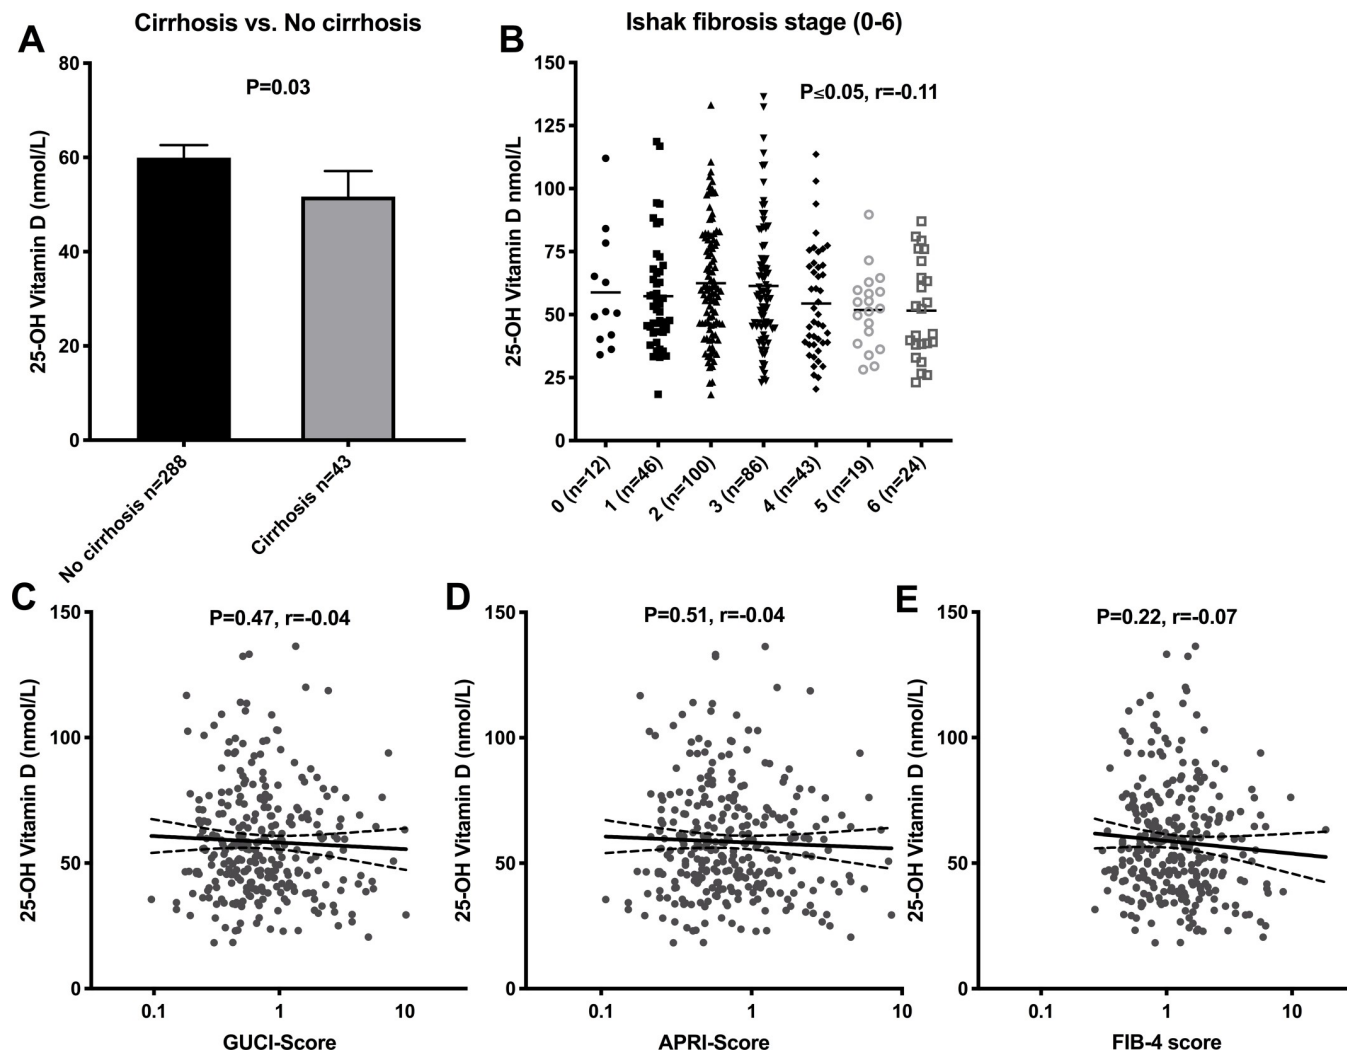 A
Cirrhosis vs. No cirrhosis
P=0.03
25-OH Vitamin D (nmol/L)
80
60
40
20
0
No cirrhosis n=288
Cirrhosis n=43
B
Ishak fibrosis stage (0-6)
P≤0.05, r=-0.11
25-OH Vitamin D nmol/L
150
125
100
75
50
25
0
0 (n=12)
1 (n=46)
2 (n=100)
3 (n=86)
4 (n=43)
5 (n=19)
6 (n=24)
C
P=0.47, r=-0.04
25-OH Vitamin D (nmol/L)
150
100
50
0
0.1
1
10
GUCI-Score
D
P=0.51, r=-0.04
25-OH Vitamin D (nmol/L)
150
100
50
0
0.1
1
10
APRI-Score
E
P=0.22, r=-0.07
25-OH Vitamin D (nmol/L)
150
100
50
0
0.1
1
10
FIB-4 score